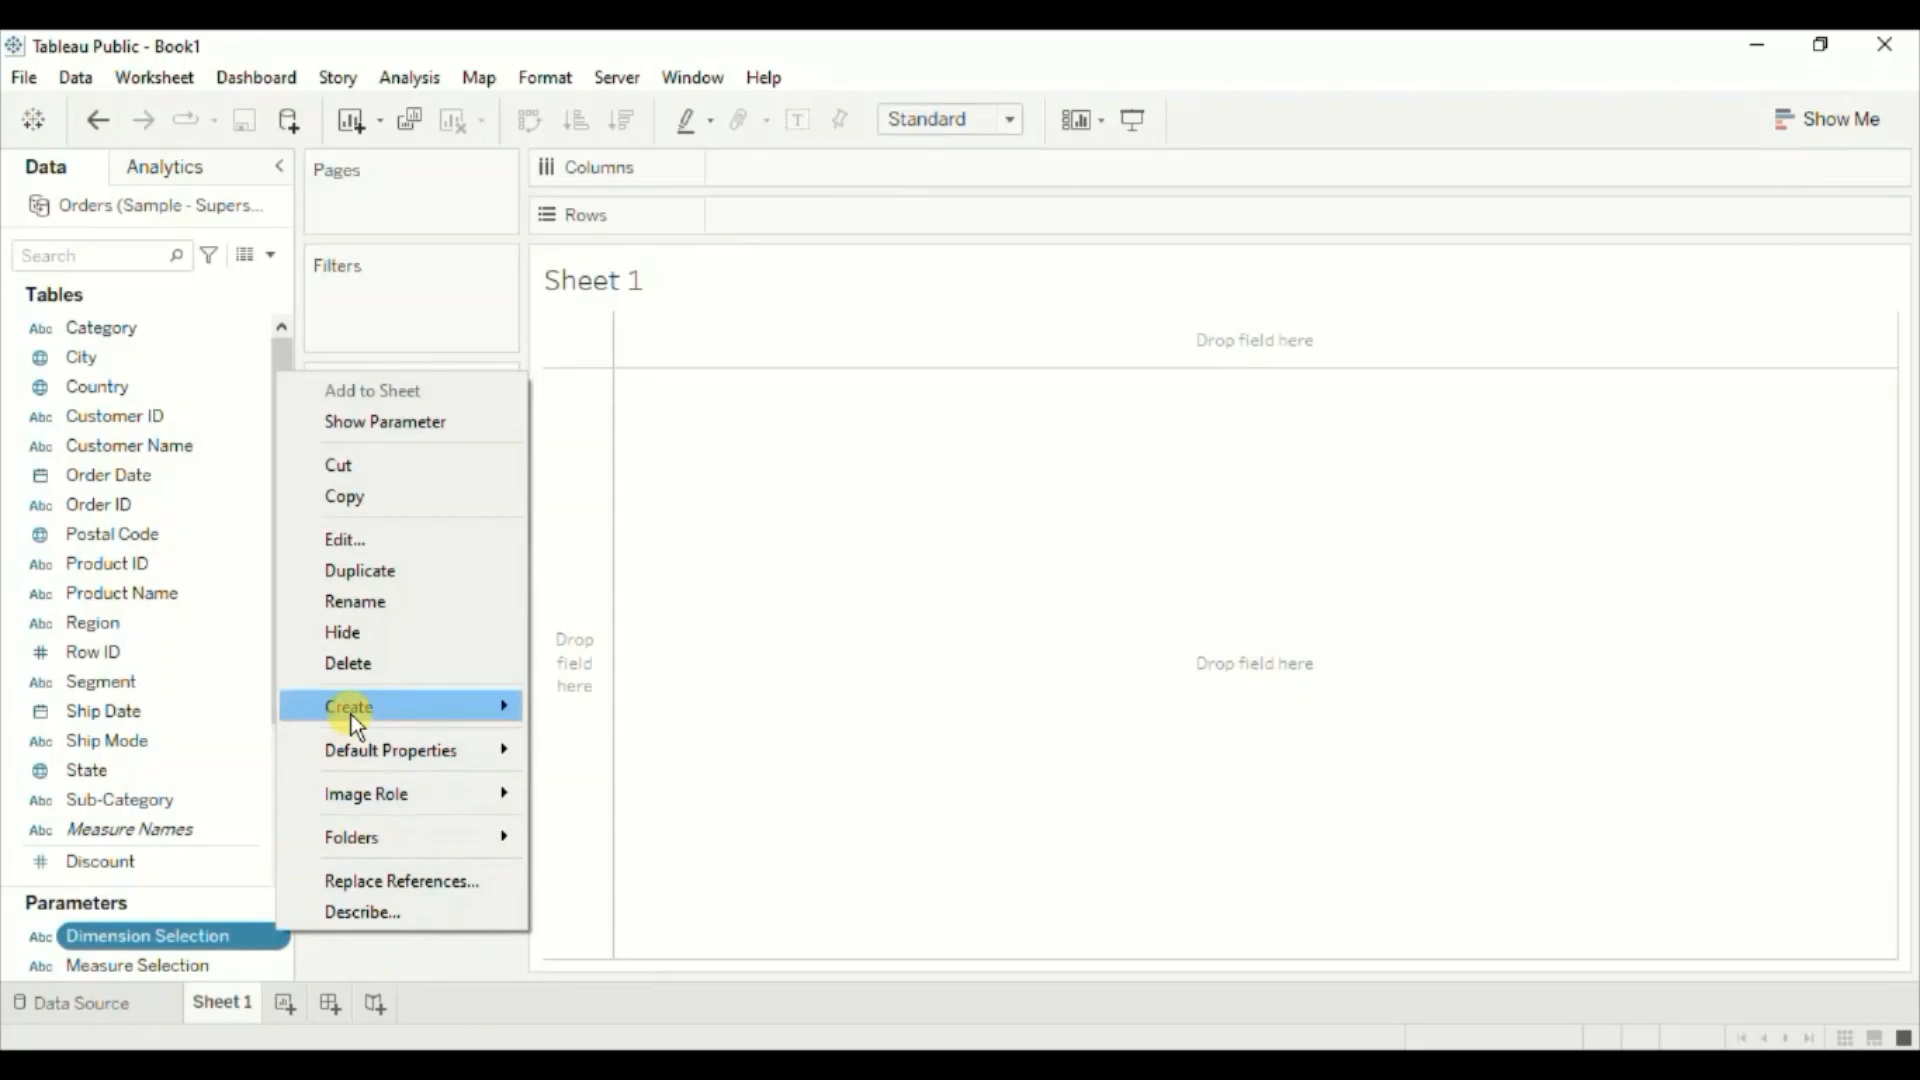 Tableau Public - Book1
File Data Worksheet Dashboard Story Analysis Map Format Server Window Help
Standard
Show Me
Data
Analytics
Orders (Sample - Supers...
Search
Tables
Abc Category
City
Country
Abc Customer ID
Abc Customer Name
Order Date
Abc Order ID
Postal Code
Abc Product ID
Abc Product Name
Abc Region
# Row ID
Abc Segment
Ship Date
Abc Ship Mode
State
Abc Sub-Category
Abc Measure Names
# Discount
Parameters
Abc Dimension Selection
Abc Measure Selection
Pages
Filters
Add to Sheet
Show Parameter
Cut
Copy
Edit...
Duplicate
Rename
Hide
Delete
Create
Default Properties
Image Role
Folders
Replace References...
Describe...
Columns
Rows
Sheet 1
Drop field here
Drop
field
here
Drop field here
Data Source
Sheet 1